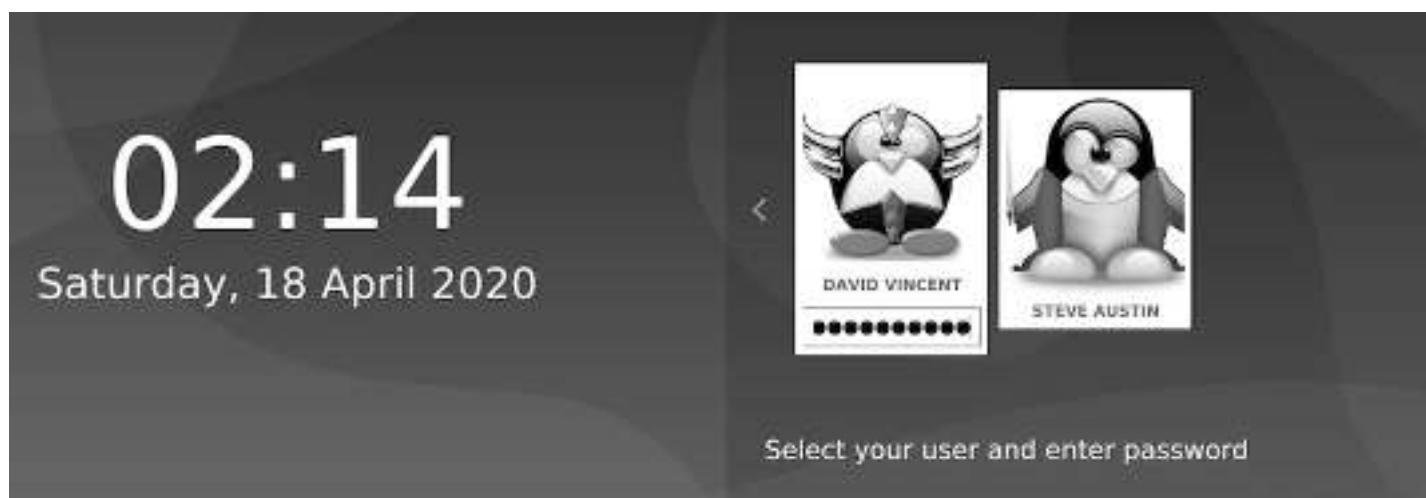 02:14
Saturday, 18 April 2020
DAVID VINCENT
STEVE AUSTIN
Select your user and enter password